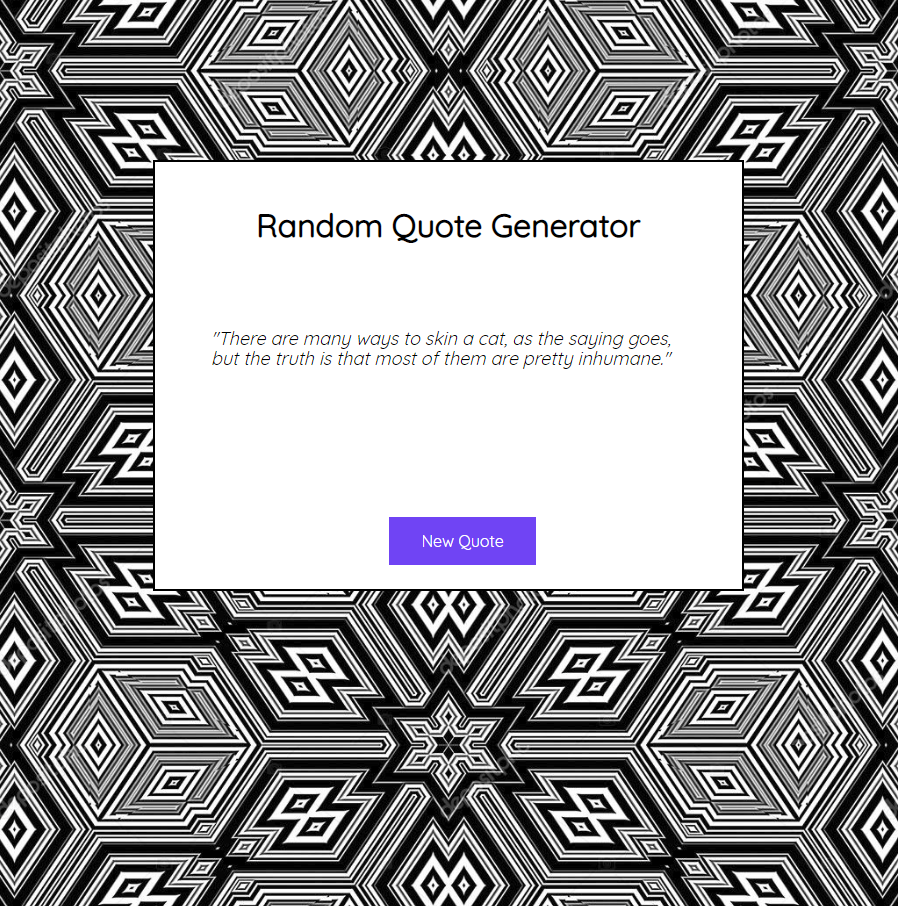 Random Quote Generator
"There are many ways to skin a cat, as the saying goes,
but the truth is that most of them are pretty inhumane."
New Quote